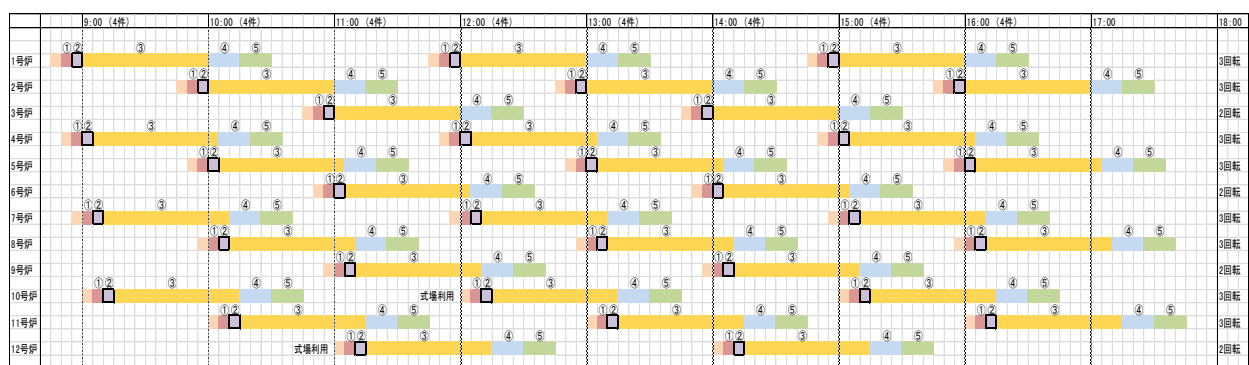 9:00 (4件) 10:00 (4件) 11:00 (4件) 12:00 (4件) 13:00 (4件) 14:00 (4件) 15:00 (4件) 16:00 (4件) 17:00 18:00
①② ③ ④ ⑤ ①② ③ ④ ⑤ ①② ③ ④ ⑤
1号炉 3回転
①② ③ ④ ⑤ ①② ③ ④ ⑤ ①② ③ ④ ⑤
2号炉 3回転
①② ③ ④ ⑤ ①② ③ ④ ⑤
3号炉 2回転
①② ③ ④ ⑤ ①② ③ ④ ⑤ ①② ③ ④ ⑤
4号炉 3回転
①② ③ ④ ⑤ ①② ③ ④ ⑤ ①② ③ ④ ⑤
5号炉 3回転
①② ③ ④ ⑤ ①② ③ ④ ⑤
6号炉 2回転
①② ③ ④ ⑤ ①② ③ ④ ⑤ ①② ③ ④ ⑤
7号炉 3回転
①② ③ ④ ⑤ ①② ③ ④ ⑤ ①② ③ ④ ⑤
8号炉 3回転
①② ③ ④ ⑤ ①② ③ ④ ⑤
9号炉 2回転
①② ③ ④ ⑤ ①② ③ ④ ⑤ ①② ③ ④ ⑤
10号炉 式場利用 3回転
①② ③ ④ ⑤ ①② ③ ④ ⑤ ①② ③ ④ ⑤
11号炉 3回転
①② ③ ④ ⑤ ①② ③ ④ ⑤
12号炉 式場利用 2回転